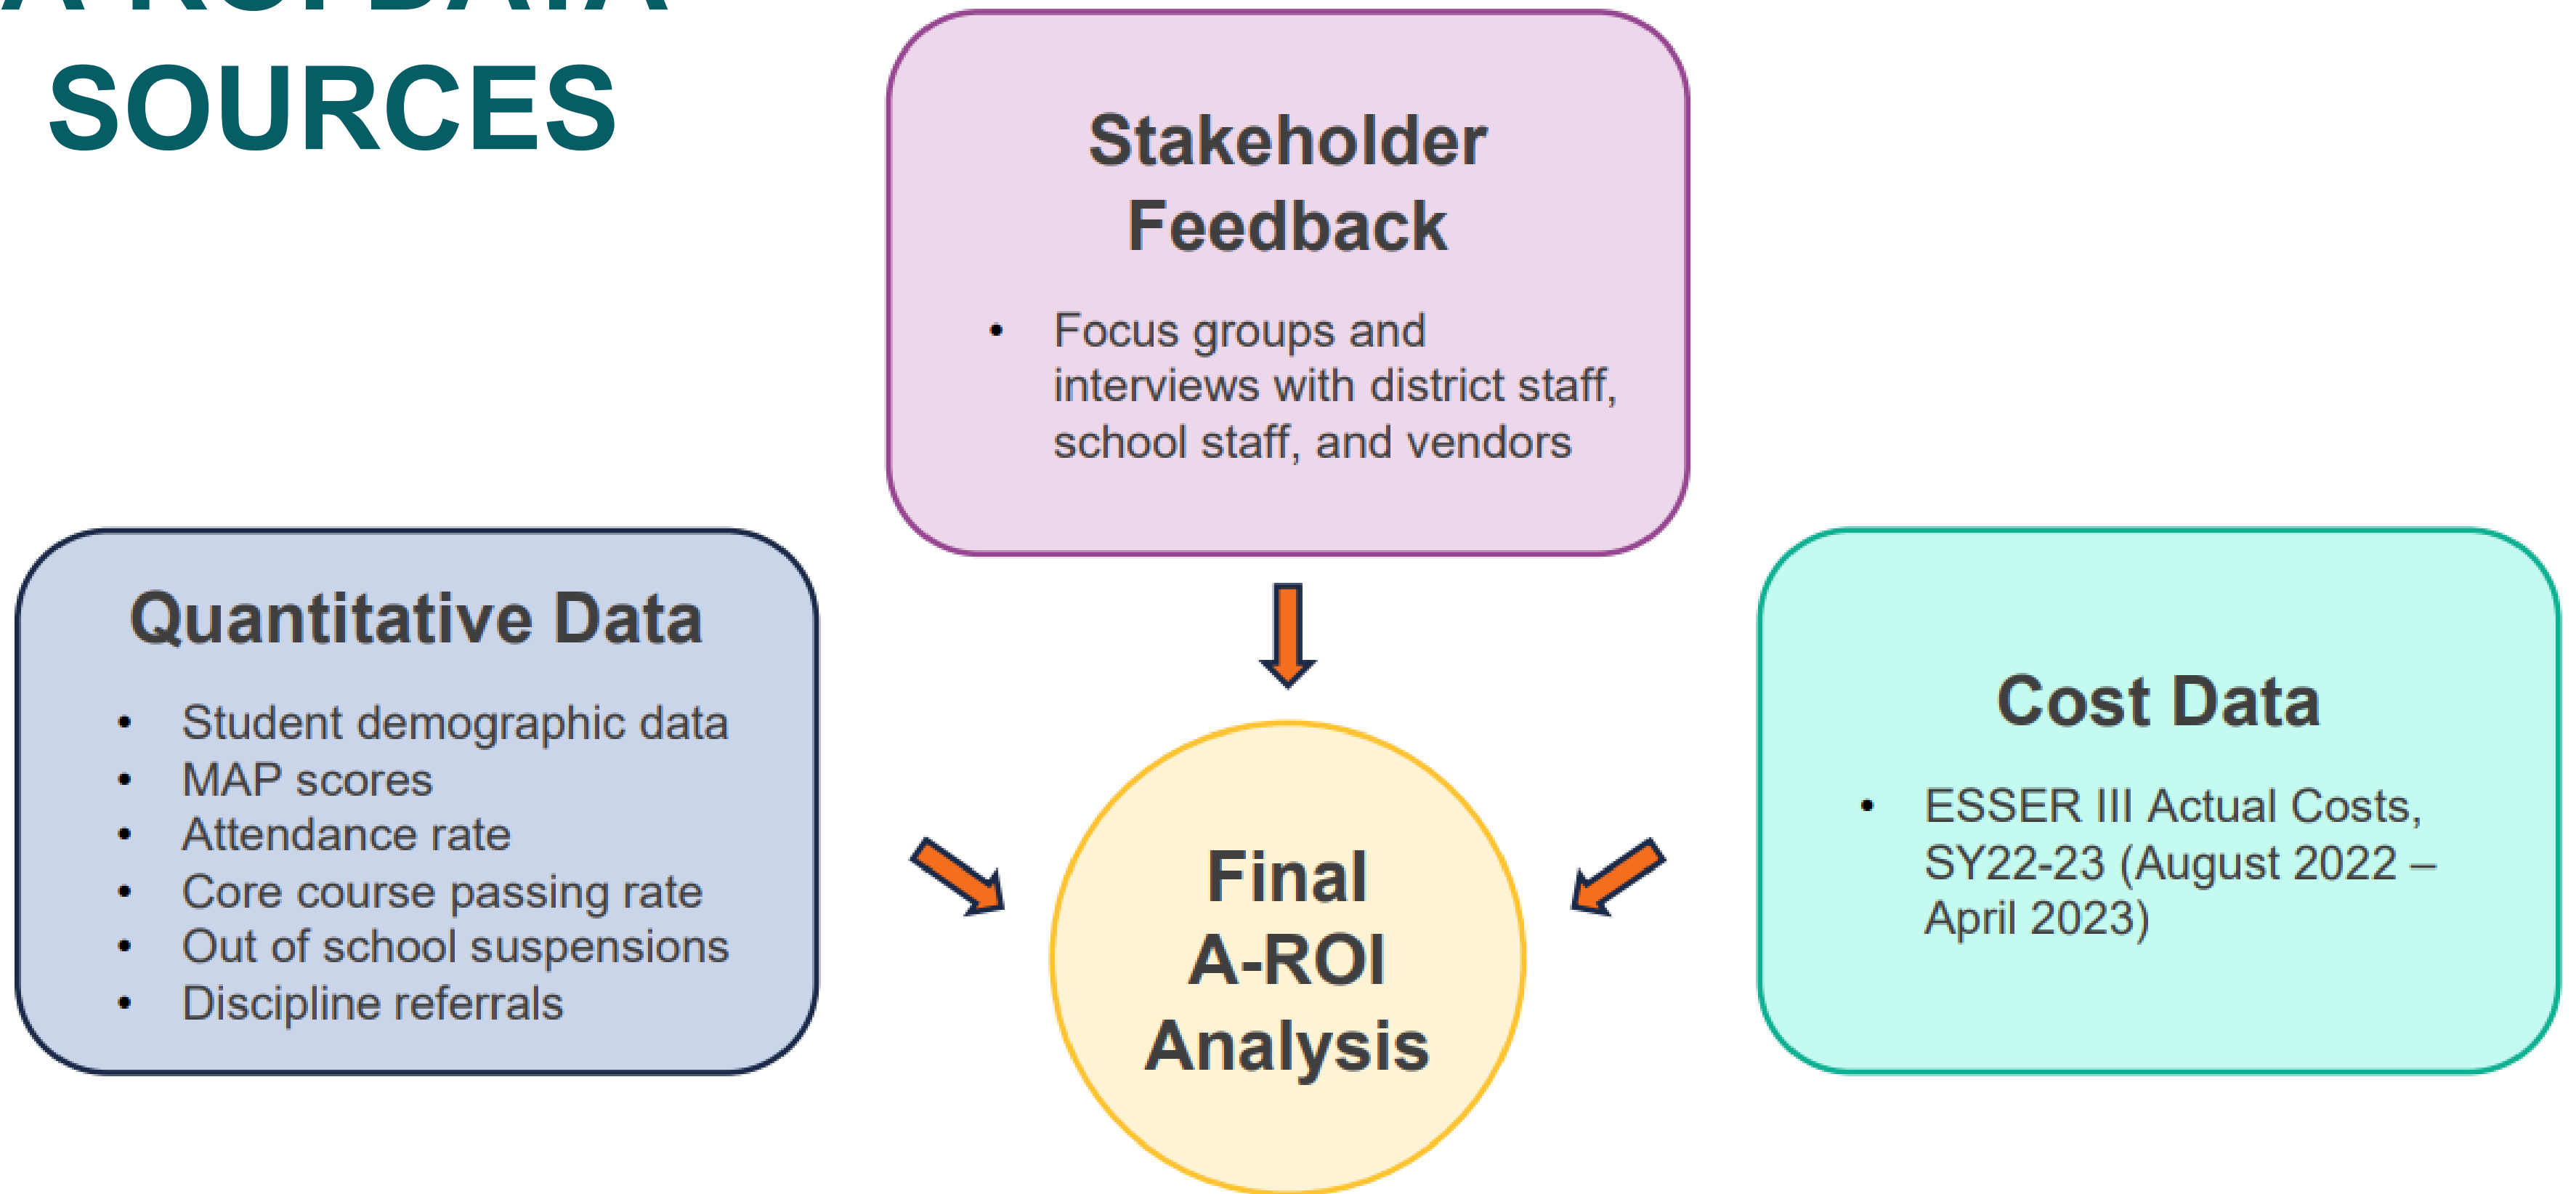 A-ROI DATA
SOURCES
Stakeholder
Feedback
• Focus groups and
interviews with district staff,
school staff, and vendors
Quantitative Data
• Student demographic data
• MAP scores
• Attendance rate
• Core course passing rate
• Out of school suspensions
• Discipline referrals
Cost Data
• ESSER III Actual Costs,
SY22-23 (August 2022 –
April 2023)
Final
A-ROI
Analysis